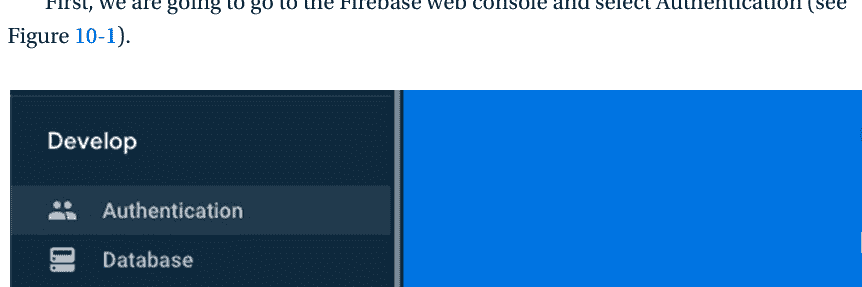 First, we are going to go to the Firebase web console and select Authentication (see
Figure 10-1).
Develop
Authentication
Database